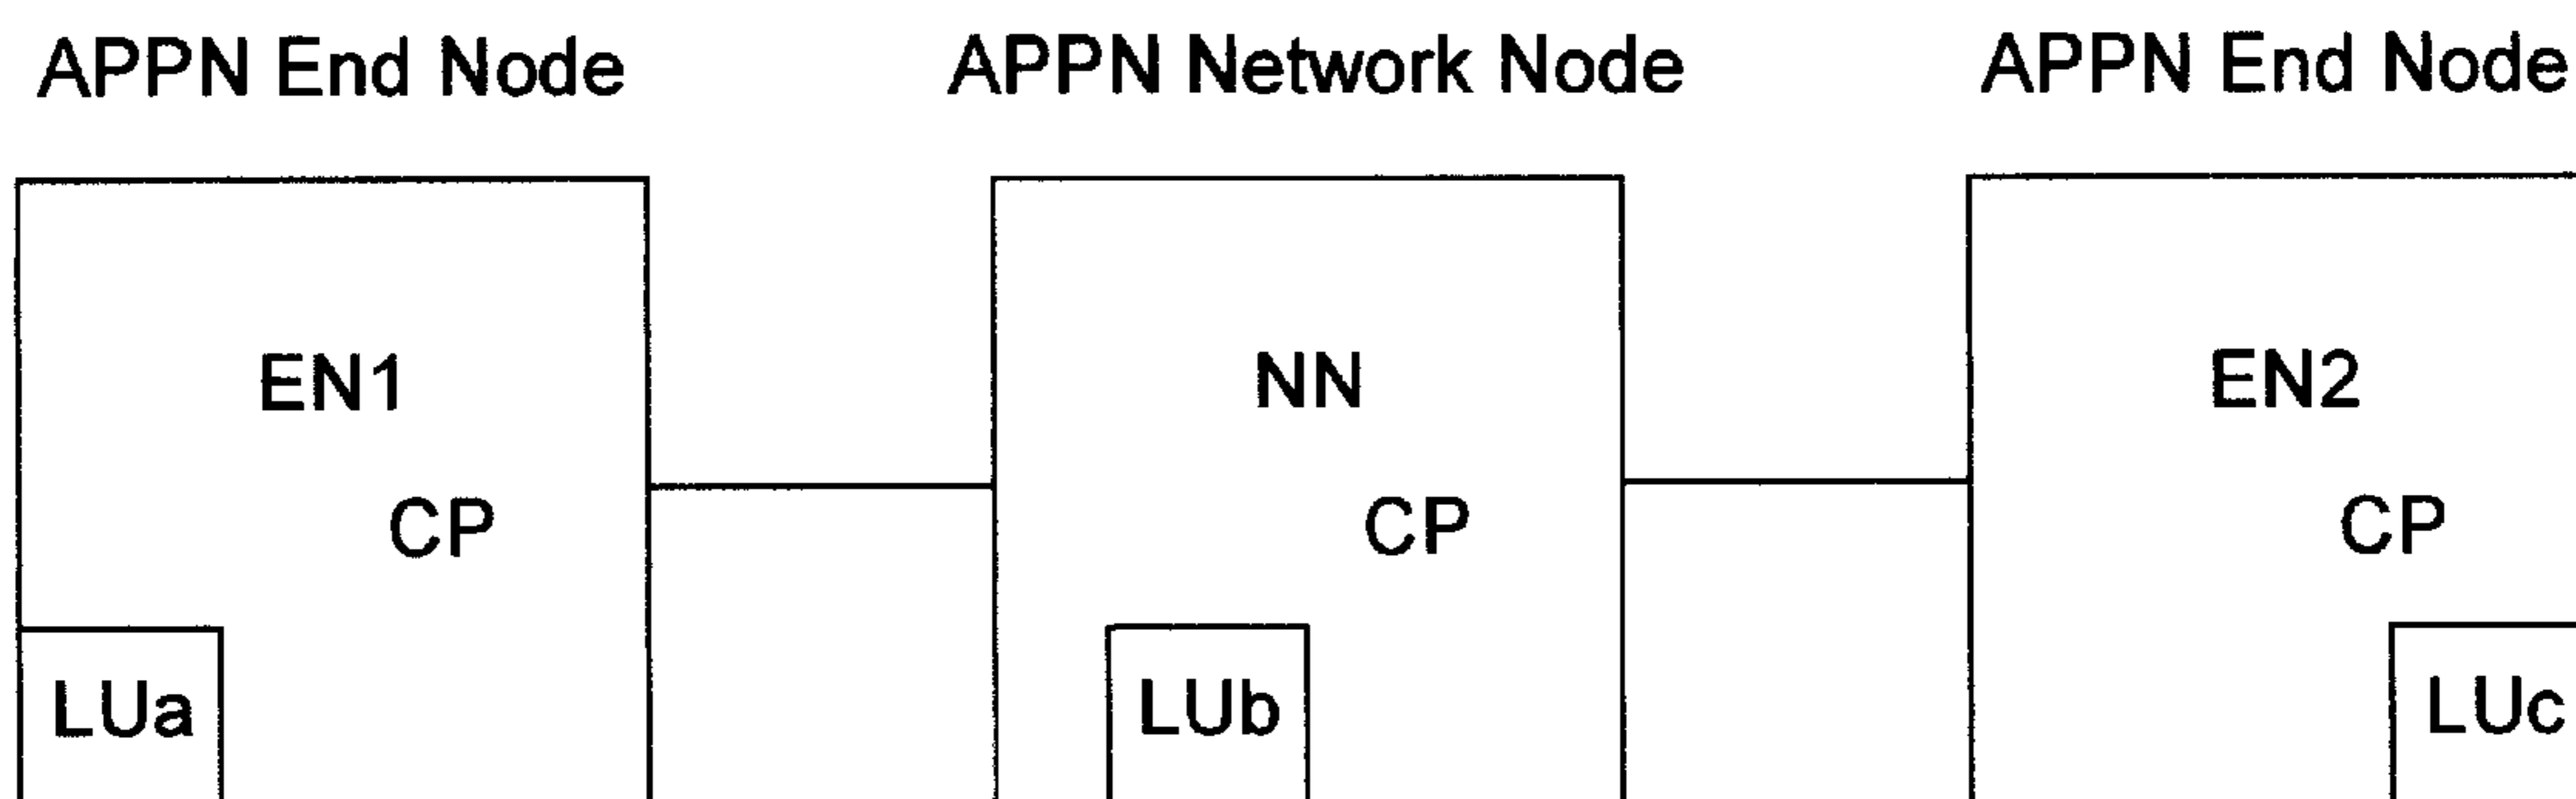 APPN End Node
APPN Network Node
APPN End Node
EN1
NN
EN2
CP
CP
CP
LUa
LUb
LUc